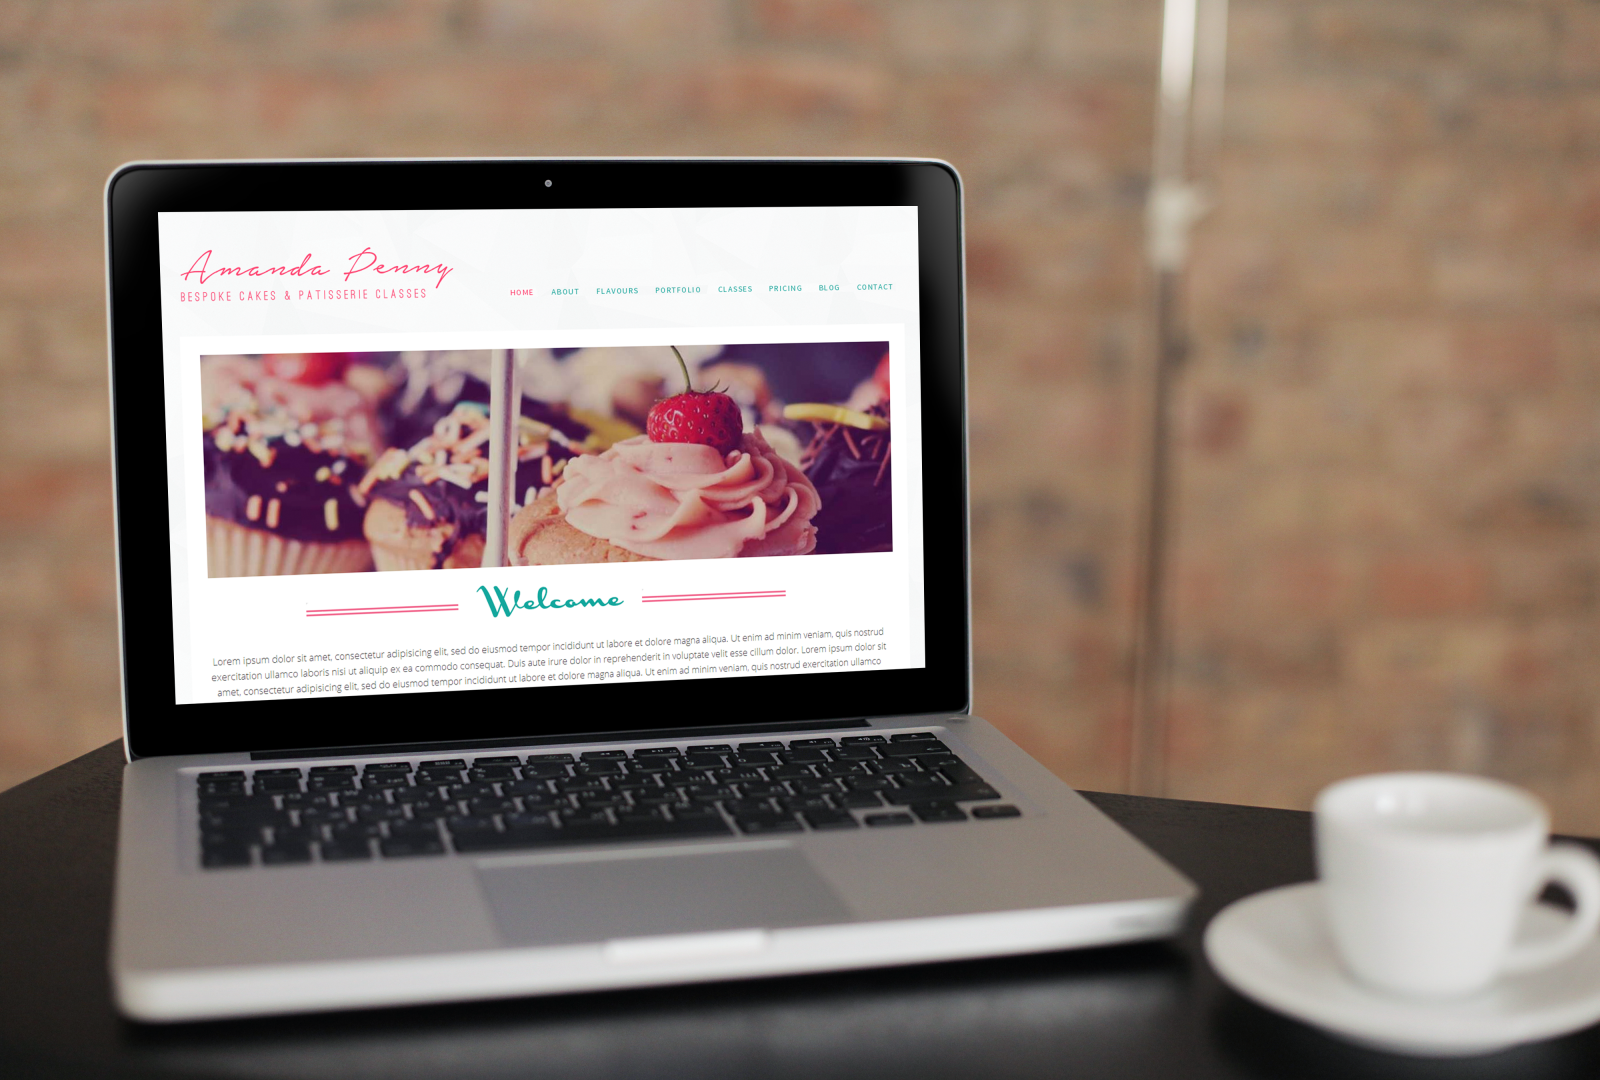 Amanda Penny
BESPOKE CAKES & PATISSERIE CLASSES
HOME ABOUT FLAVOURS PORTFOLIO CLASSES PRICING BLOG CONTACT
Welcome
Lorem ipsum dolor sit amet, consectetur adipisicing elit, sed do eiusmod tempor incididunt ut labore et dolore magna aliqua. Ut enim ad minim veniam, quis nostrud
exercitation ullamco laboris nisi ut aliquip ex ea commodo consequat. Duis aute irure dolor in reprehenderit in voluptate velit esse cillum dolor. Lorem ipsum dolor sit
amet, consectetur adipisicing elit, sed do eiusmod tempor incididunt ut labore et dolore magna aliqua. Ut enim ad minim veniam, quis nostrud exercitation ullamco